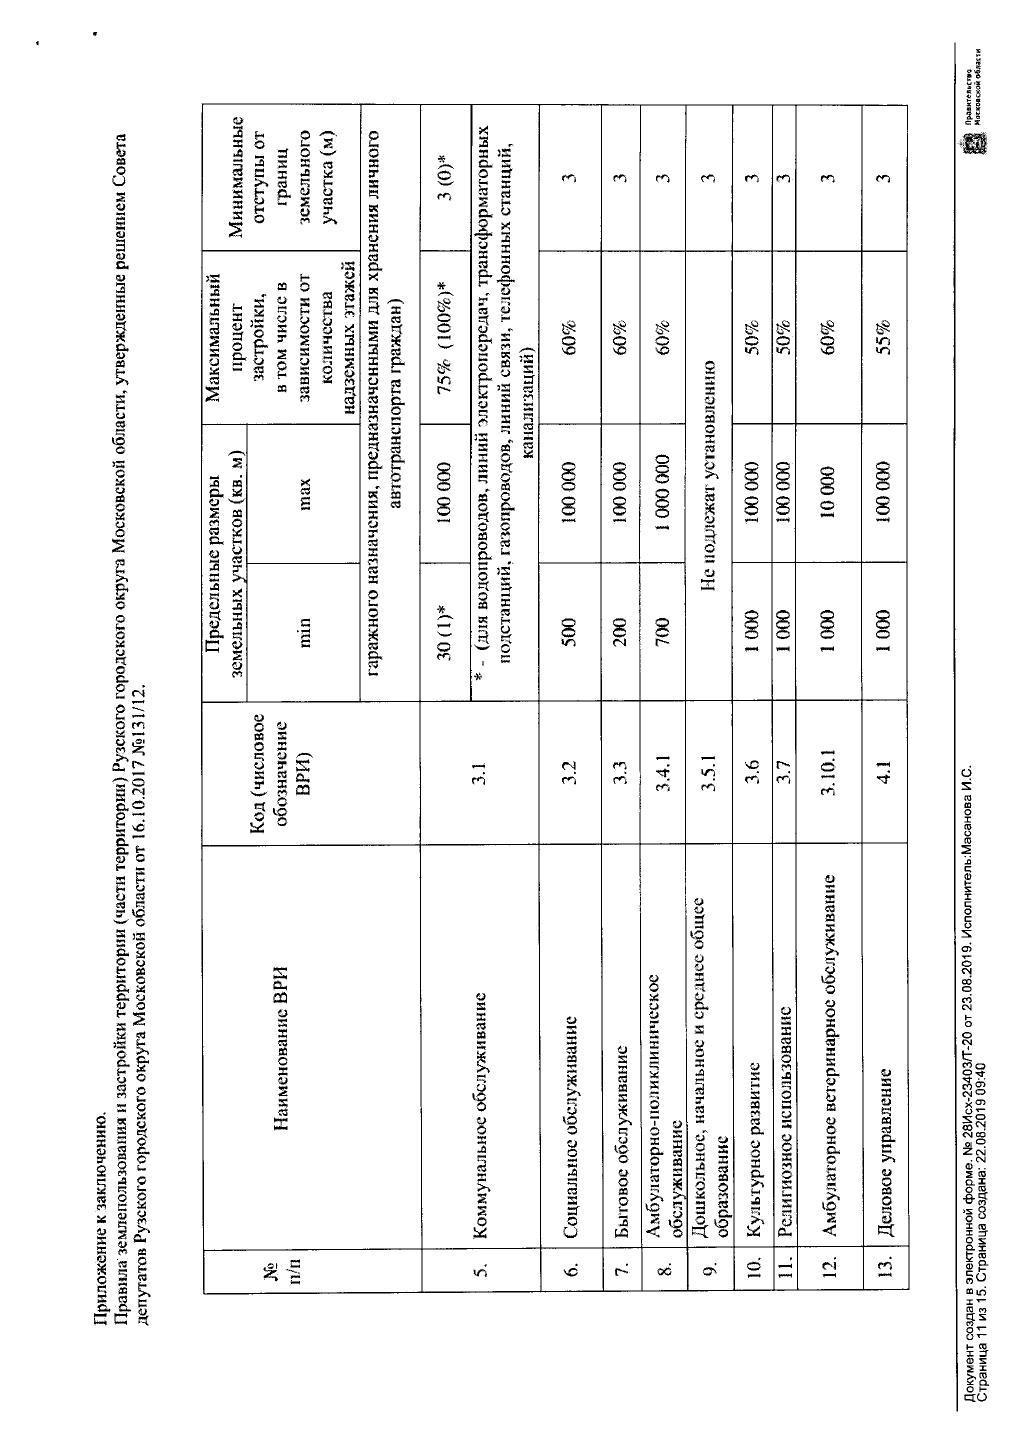 Приложение к заключению.
Правила землепользования и застройки территории (части территории) Рузского городского округа Московской области, утвержденные решением Совета
депутатов Рузского городского округа Московской области от 16.10.2017 №131/12.
№
п/п
Наименование ВРИ
Код (числовое
обозначение
ВРИ)
Предельные размеры
земельных участков (кв. м)
min
max
Максимальный
процент
застройки,
в том числе в
зависимости от
количества
надземных этажей
Минимальные
отступы от
границ
земельного
участка (м)
гаражного назначения, предназначенными для хранения личного
автотранспорта граждан)
5. Коммунальное обслуживание 3.1 30 (1)* 100 000 75% (100%)* 3 (0)*
* - (для водопроводов, линий электропередач, трансформаторных
подстанций, газопроводов, линий связи, телефонных станций,
канализаций)
6. Социальное обслуживание 3.2 500 100 000 60% 3
7. Бытовое обслуживание 3.3 200 100 000 60% 3
8. Амбулаторно-поликлиническое
обслуживание 3.4.1 700 1 000 000 60% 3
9. Дошкольное, начальное и среднее общее
образование 3.5.1 Не подлежат установлению 3
10. Культурное развитие 3.6 1 000 100 000 50% 3
11. Религиозное использование 3.7 1 000 100 000 50% 3
12. Амбулаторное ветеринарное обслуживание 3.10.1 1 000 10 000 60% 3
13. Деловое управление 4.1 1 000 100 000 55% 3
Документ создан в электронной форме. № 28Исх-23403/Т-20 от 23.08.2019. Исполнитель:Масанова И.С.
Страница 11 из 15. Страница создана: 22.08.2019 09:40
Правительство
Московской области